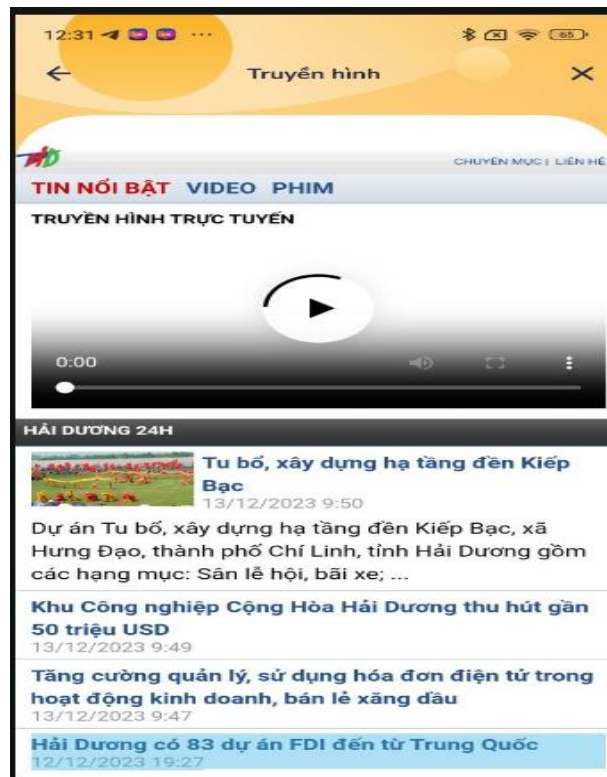 12:31 ...
65
Truyền hình
CHUYÊN MỤC | LIÊN HỆ
TIN NỔI BẬT VIDEO PHIM
TRUYỀN HÌNH TRỰC TUYẾN
0:00
HẢI DƯƠNG 24H
Tu bổ, xây dựng hạ tầng đền Kiếp
Bạc
13/12/2023 9:50
Dự án Tu bổ, xây dựng hạ tầng đền Kiếp Bạc, xã
Hưng Đạo, thành phố Chí Linh, tỉnh Hải Dương gồm
các hạng mục: Sân lễ hội, bãi xe; ...
Khu Công nghiệp Cộng Hòa Hải Dương thu hút gần
50 triệu USD
13/12/2023 9:49
Tăng cường quản lý, sử dụng hóa đơn điện tử trong
hoạt động kinh doanh, bán lẻ xăng dầu
13/12/2023 9:47
Hải Dương có 83 dự án FDI đến từ Trung Quốc
12/12/2023 19:27